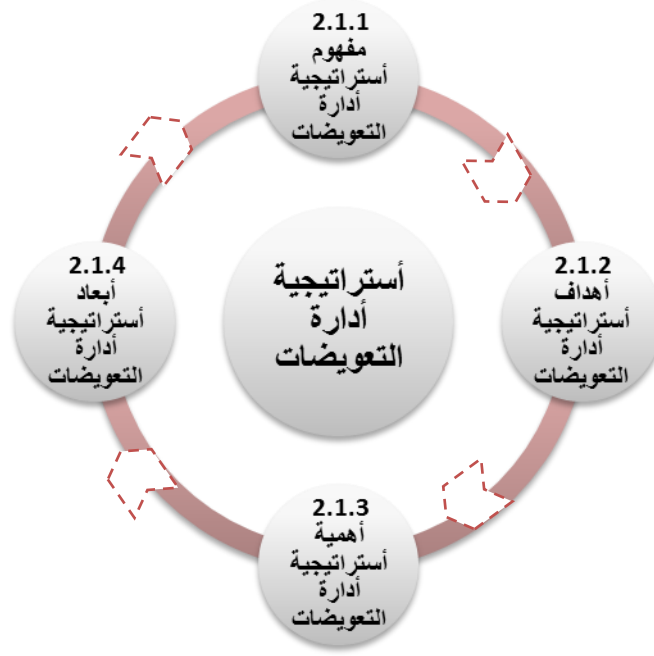 2.1.1
مفهوم
أستراتيجية
أدارة
التعويضات
2.1.2
أهداف
أستراتيجية
أدارة
التعويضات
2.1.3
أهمية
أستراتيجية
أدارة
التعويضات
2.1.4
أبعاد
أستراتيجية
أدارة
التعويضات
أستراتيجية
أدارة
التعويضات